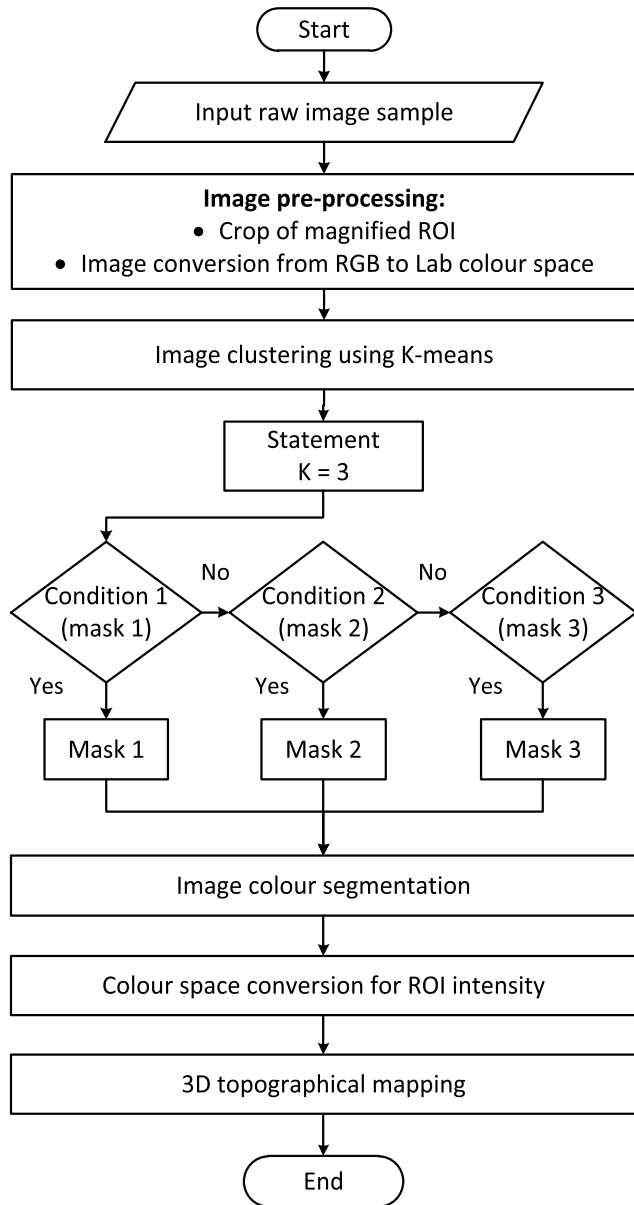 Start
Input raw image sample
Image pre-processing:
• Crop of magnified ROI
• Image conversion from RGB to Lab colour space
Image clustering using K-means
Statement
K = 3
No
No
Condition 1
(mask 1)
Condition 2
(mask 2)
Condition 3
(mask 3)
Yes
Yes
Yes
Mask 1
Mask 2
Mask 3
Image colour segmentation
Colour space conversion for ROI intensity
3D topographical mapping
End